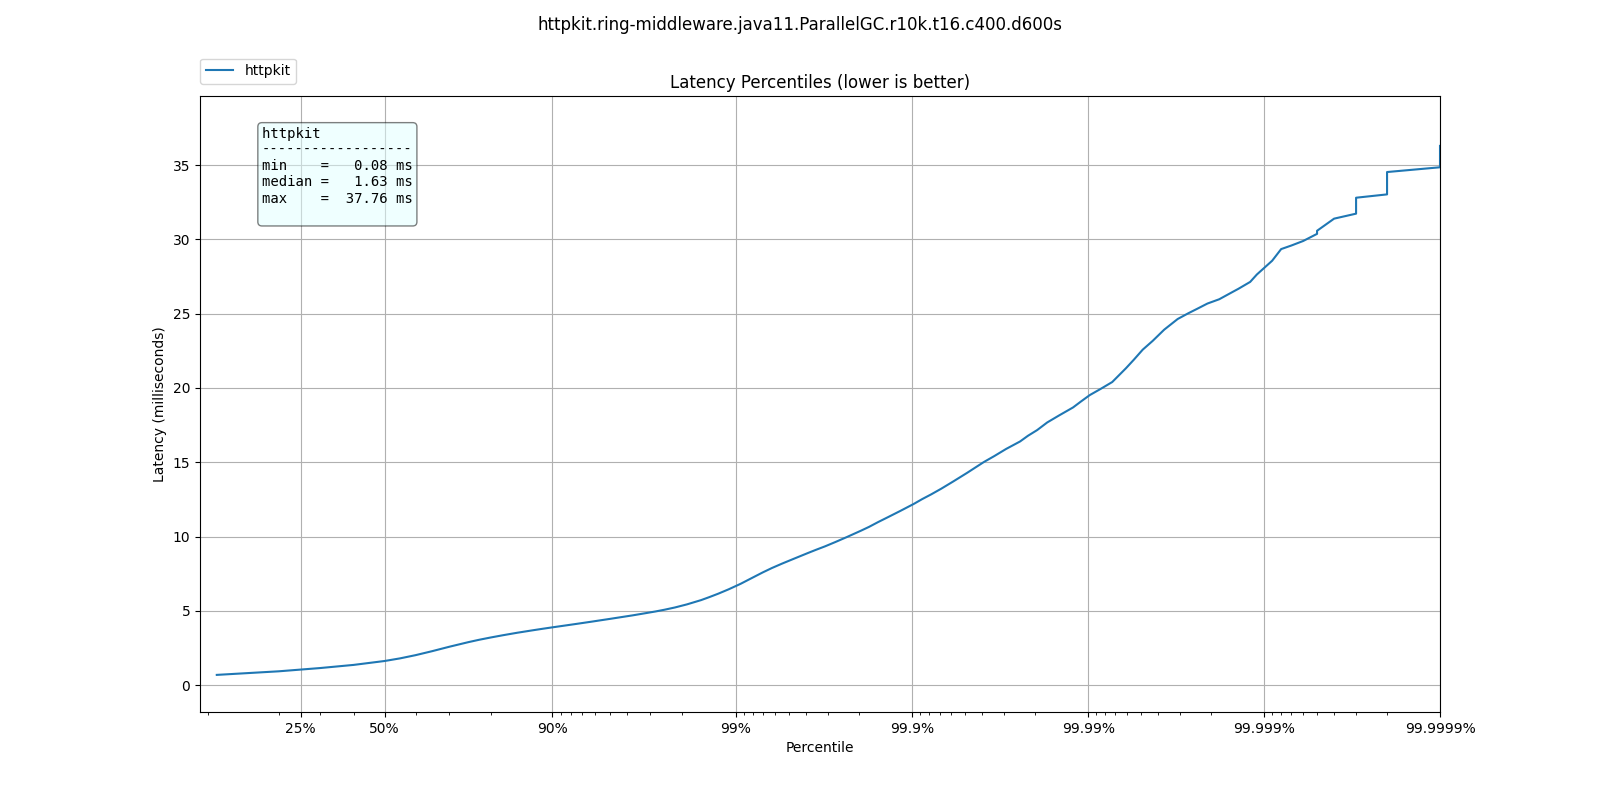 httpkit.ring-middleware.java11.ParallelGC.r10k.t16.c400.d600s
httpkit
Latency Percentiles (lower is better)
httpkit
------------------
min    =   0.08 ms
median =   1.63 ms
max    =  37.76 ms
35
30
25
20
15
10
5
0
Latency (milliseconds)
25% 50% 90% 99% 99.9% 99.99% 99.999% 99.9999%
Percentile